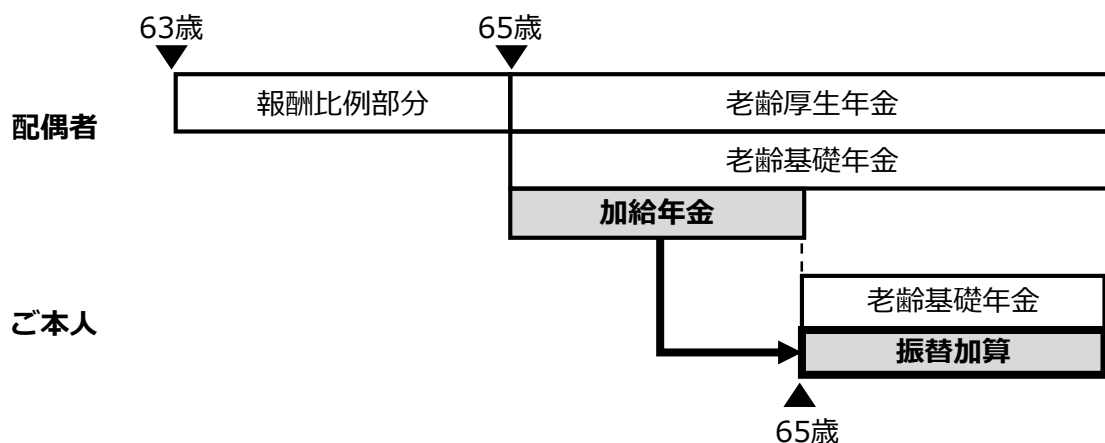 63歳
65歳
配偶者
報酬比例部分
老齢厚生年金
老齢基礎年金
加給年金
ご本人
老齢基礎年金
振替加算
65歳